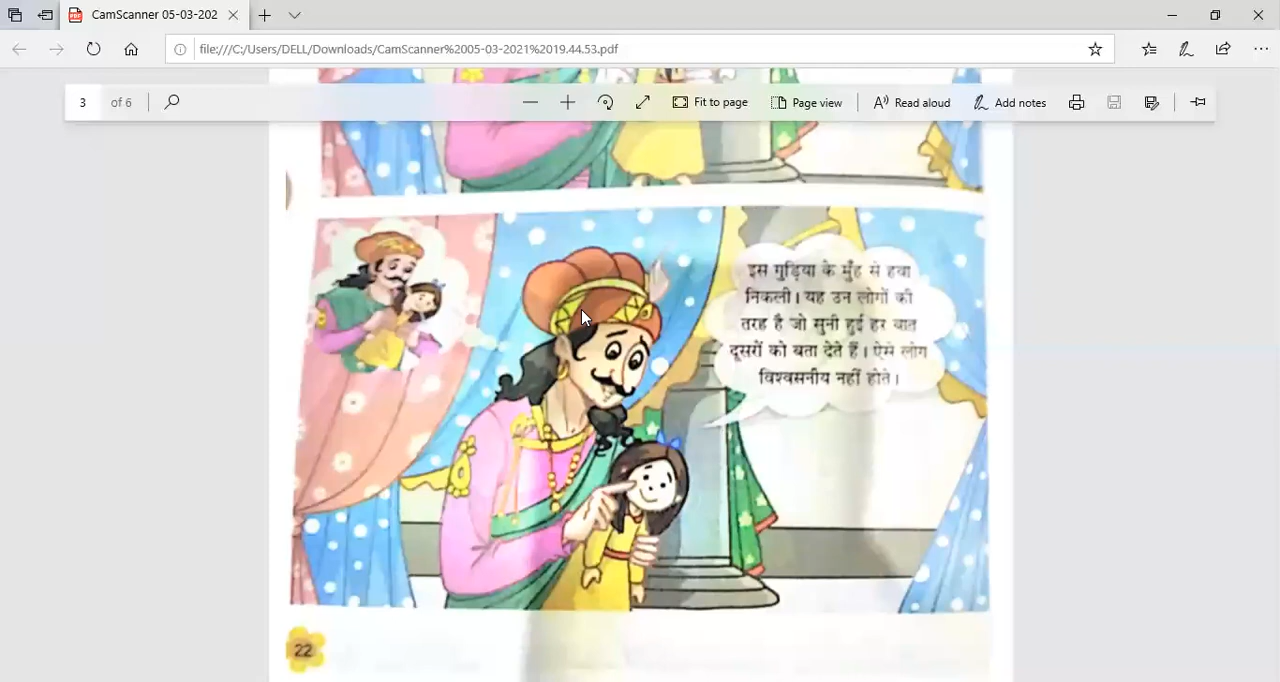 CamScanner 05-03-202
file:///C:/Users/DELL/Downloads/CamScanner%2005-03-2021%2019.44.53.pdf
3 of 6 Fit to page Page view Read aloud Add notes
इस गुड़िया के मुँह से हवा
निकली। यह उन लोगों की
तरह है जो सुनी हुई हर बात
दूसरों को बता देते हैं। ऐसे लोग
विश्वसनीय नहीं होते।
22